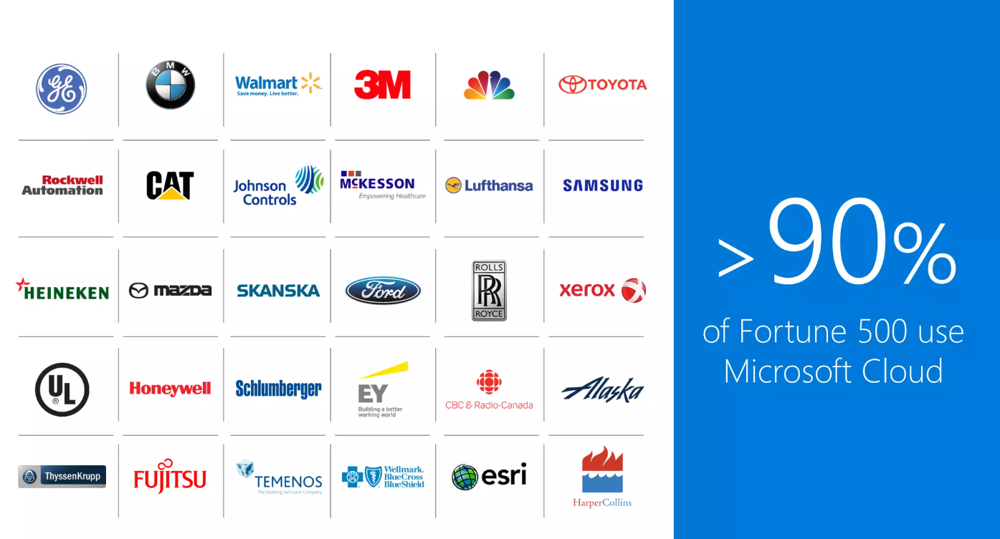 GE
BMW
Walmart
Save money. Live better.
3M
TOYOTA
Rockwell
Automation
CAT
Johnson
Controls
McKESSON
Empowering Healthcare
Lufthansa
SAMSUNG
HEINEKEN
mazda
SKANSKA
Ford
ROLLS
RR
ROYCE
xerox
UL
®
Honeywell
Schlumberger
EY
Building a better
working world
CBC & Radio-Canada
Alaska
ThyssenKrupp
FUJITSU
TEMENOS
The Banking Software Company
Wellmark.
BlueCross
BlueShield
esri
HarperCollins
>90%
of Fortune 500 use
Microsoft Cloud